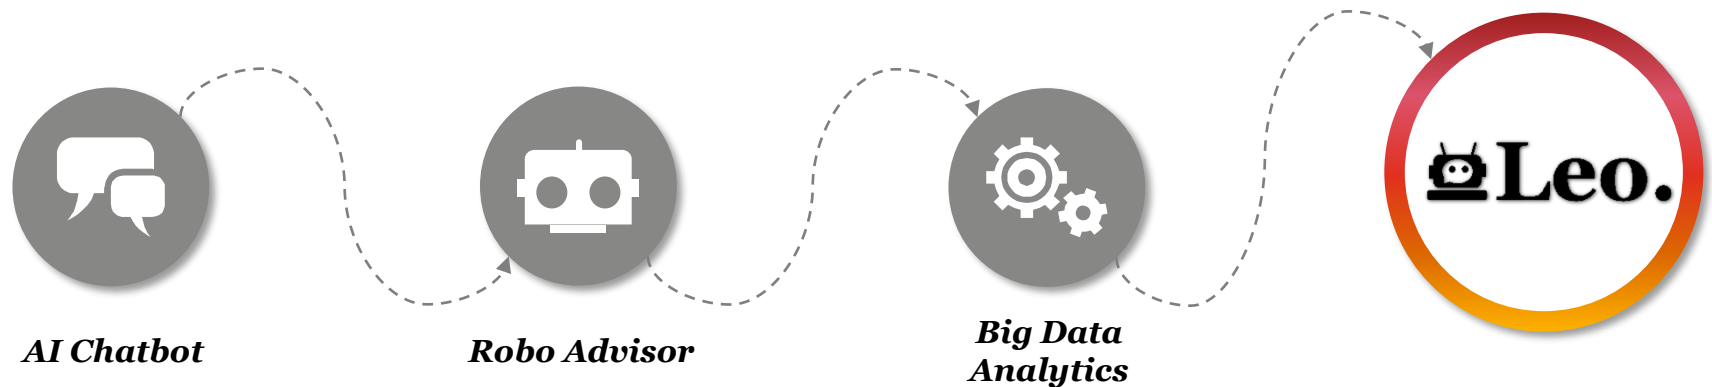 Leo.
AI Chatbot
Robo Advisor
Big Data
Analytics